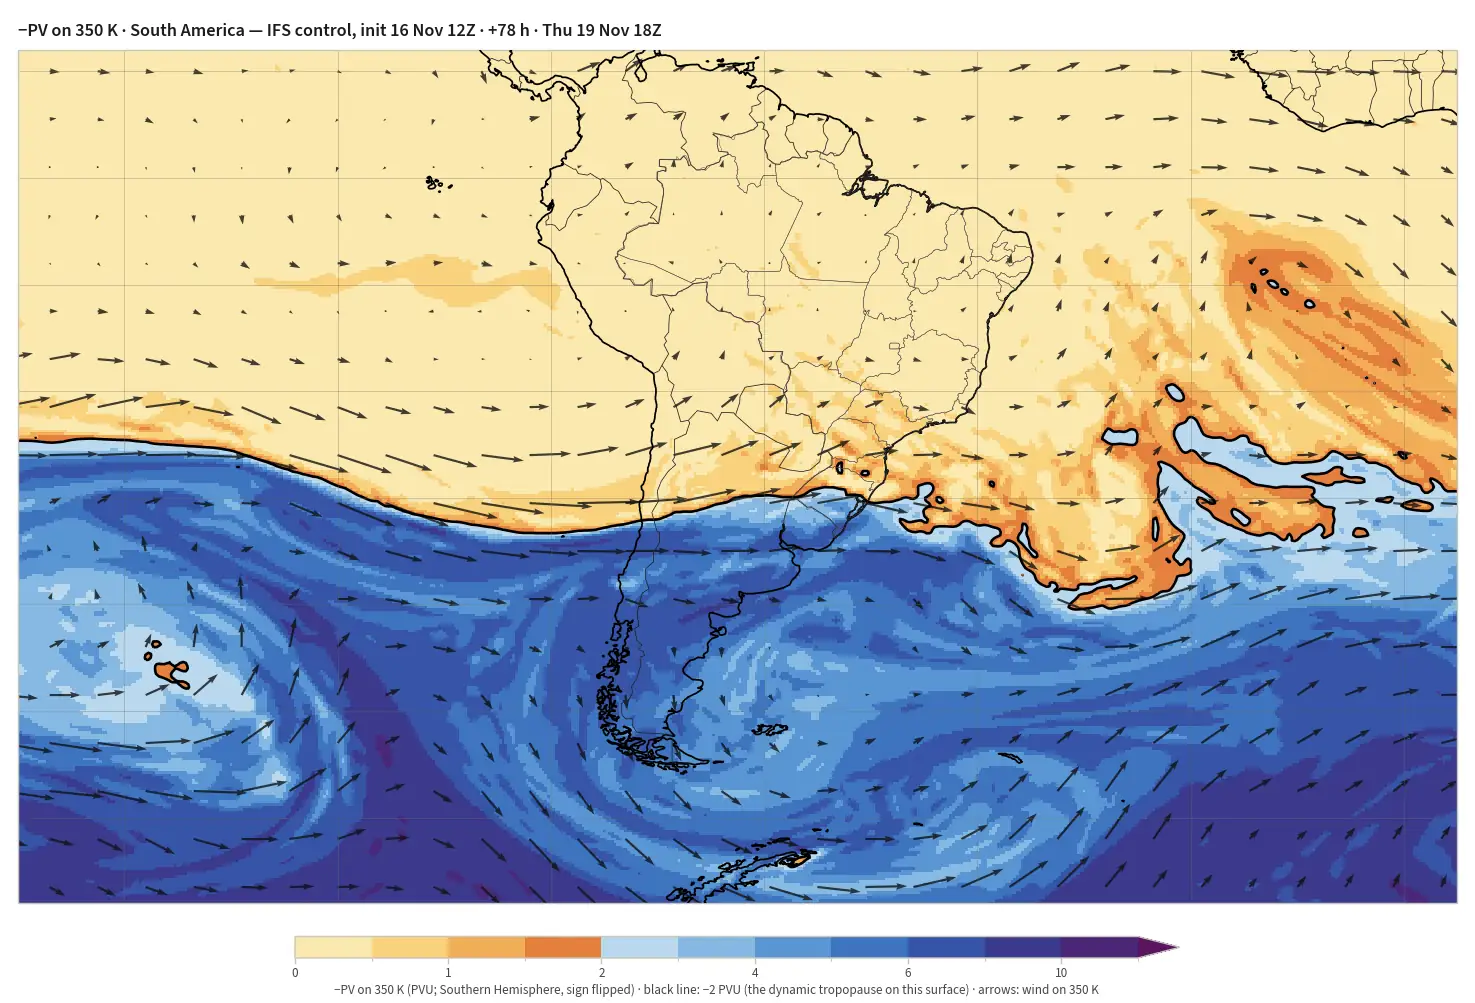 −PV on 350 K · South America — IFS control, init 16 Nov 12Z · +78 h · Thu 19 Nov 18Z
0 1 2 4 6 10
−PV on 350 K (PVU; Southern Hemisphere, sign flipped) · black line: −2 PVU (the dynamic tropopause on this surface) · arrows: wind on 350 K